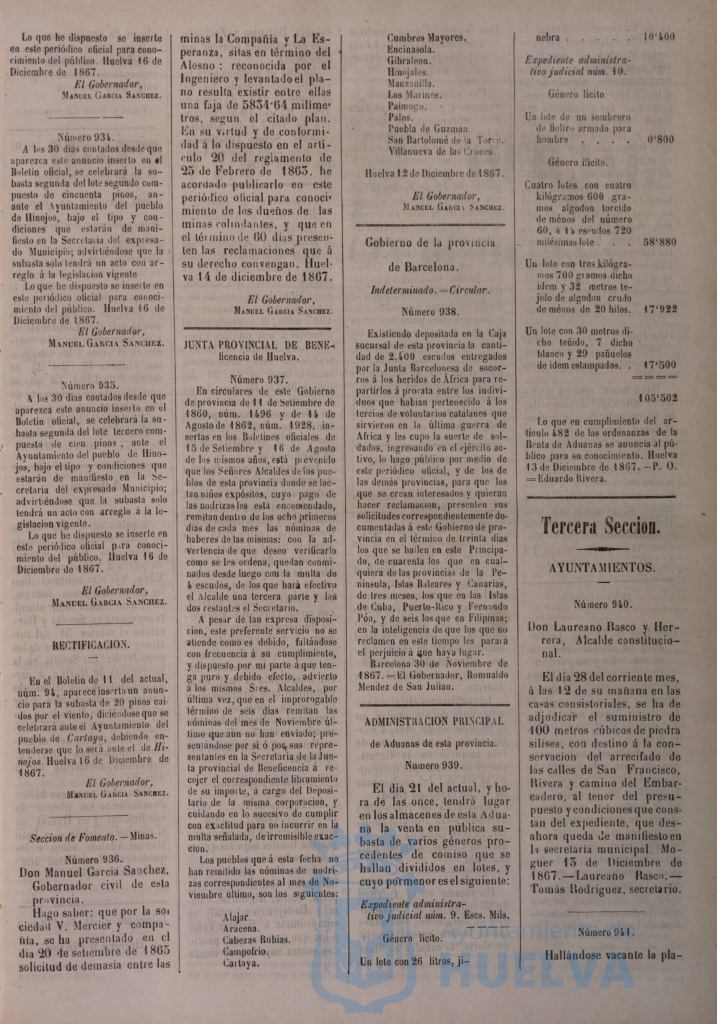 Lo que he dispuesto se inserte
en este periódico oficial para cono-
cimiento del público. Huelva 16 de
Diciembre de 1867.
El Gobernador,
MANUEL GARCIA SANCHEZ.
Número 934.
A los 30 dias contados desde que
aparezca este anuncio inserto en el
Boletin oficial, se celebrará la su-
basta segunda del lote segundo com-
puesto de cincuenta pinos, an-
ante el Ayuntamiento del pueblo
de Hinojos, bajo el tipo y con-
diciones que estarán de mani-
fiesto en la Secretaria del expresa-
do Municipio; advirtiéndose que la
subasta solo tendrá un acto con ar-
reglo á la legislacion vigente
Lo que he dispuesto se inserte en
este periódico oficial para conoci-
miento del público. Huelva 16 de
Diciembre de 1867.
El Gobernador,
MANUEL GARCIA SANCHEZ.
Número 935.
A los 30 dias contados desde que
aparezca este anuncio inserto en el
Boletin oficial, se celebrará la su-
basta segunda del lote tercero com-
puesto de cien pinos, ante el
Ayuntamiento del pueblo de Hino-
jos, bajo el tipo y condiciones que
estarán de manifiesto en la Se-
cretaria del expresado Municipio;
advirtiéndose que la subasta solo
tendrá un acto con arreglo á la le-
gislacion vigente.
Lo que he dispuesto se inserte en
este periódico oficial para conoci-
miento del público. Huelva 16 de
Diciembre de 1867.
El Gobernador,
MANUEL GARCIA SANCHEZ.
RECTIFICACION.
En el Boletin de 11 del actual,
núm. 94, aparece inserto un anun-
cio para la subasta de 20 pinos cai
dos por el viento, diciéndose que se
celebrará ante el Ayuntamiento del
pueblo de Cartaya, debiendo en-
tenderse que lo será ante el de Hi-
nojos. Huelva 16 de Diciembre de
1867.
El Gobernador,
MANUEL GARCIA SANCHEZ.
Seccion de Fomento.—Minas.
Número 936.
Don Manuel Garcia Sanchez,
Gobernador civil de esta
provincia.
Hago saber: que por la so
ciedad V. Mercier y compa-
ñia, se ha presentado en el
dia 20 de setiembre de 1865
solicitud de demasía entre las
minas la Compañia y La Es-
peranza, sitas en término del
Alosno: reconocida por el
Ingeniero y levantado el pla-
no resulta existir entre ellas
una faja de 5834·64 milime-
tros, segun el citado plan.
En su virtud y de conformi-
dad á lo dispuesto en el arti-
culo 20 del reglamento de
25 de Febrero de 1863, he
acordado publicarlo en este
periódico oficial para conoci-
miento de los dueños de las
minas colindantes, y que en
el término de 60 dias presen-
ten las reclamaciones que á
su derecho convengan. Huel-
va 14 de diciembre de 1867.
El Gobernador,
MANUEL GARCIA SANCHEZ.
JUNTA PROVINCIAL DE BENE-
ficencia de Huelva.
Número 937.
En circulares de este Gobierno
de provincia de 11 de Setiembre de
1860, núm. 1496 y de 14 de
Agosto de 1862, núm. 1928, in-
sertas en los Boletines oficiales de
15 de Setiembre y 16 de Agosto
de los mismos años, está prevenido
que los Señores Alcaldes de los pue-
blos de esta provincia donde se lac-
tan niños expósitos, cuyo pago de
las nodrizas les está encomendado,
remitan dentro de los ocho primeros
dias de cada mes las nóminas de
haberes de las mismas; con la ad-
vertencia de que deseo verificarlo
como se les ordena, quedan conmi-
nados desde luego con la multa de
4 escudos, de los que hará efectivo
el Alcalde una tercera parte y las
dos restantes el Secretario.
A pesar de tan expresa disposi-
cion, este preferente servicio no se
atiende como es debido, faltándose
con frecuencia á su cumplimiento,
y dispuesto por mi parte á que ten-
ga puro y debido efecto, advierto
á los mismos Sres. Alcaldes, por
última vez, que en el improrogable
término de seis dias remitan las
nóminas del mes de Noviembre últi-
mo que aun no han enviado; pre-
sentándose por sí ó por sus repre-
sentantes en la Secretaria de la Jun-
ta provincial de Beneficencia á re-
cojer el correspondiente libramiento
de su importe, á cargo del Deposi-
tario de la misma corporacion, y
cuidando en lo sucesivo de cumplir
con exactitud para no incurrir en la
multa señalada, de irremisible exac-
cion.
Los pueblos que á esta fecha no
han remitido las nóminas de nodri-
zas correspondientes al mes de No-
viembre último, son los siguientes:
Alajar.
Aracena.
Cabezas Rubias.
Campofrio.
Cartaya.
Cumbres Mayores.
Encinasola.
Gibraleon.
Hinojales.
Manzanilla.
Los Marines.
Paimogo.
Palos.
Puebla de Guzman
San Bartolomé de la Torre.
Villanueva de las Cruces.
Huelva 12 de Diciembre de 1867.
El Gobernador,
MANUEL GARCIA SANCHEZ.
Gobierno de la provincia
de Barcelona.
Indeterminado.=Circular.
Número 938.
Existiendo depositada en la Caja
sucursal de esta provincia la canti-
dad de 2,400 escudos entregados
por la Junta Barcelonesa de socor-
ros á los heridos de África para re-
partirlos á prorata entre los indivi-
duos que habian pertenecido á los
tercios de voluntarios catalanes que
sirvieron en la última guerra de
Africa y les cupo la suerte de sol-
dados, ingresando en el ejército ac-
tivo, lo hago público por medio de
este periódico oficial, y de los de
las demás provincias, para que los
que se crean interesados y quieran
hacer reclamacion, presenten sus
solicitudes correspondientemente do-
cumentadas á este Gobierno de pro-
vincia en el término de treinta dias
los que se hallen en este Principa-
do, de cuarenta los que en cual-
quiera de las provincias de la Pe-
ninsula, Islas Baleares y Canarias,
de tres meses, los que en las Islas
de Cuba, Puerto-Rico y Fernando
Póo, y de seis los que en Filipinas;
en la inteligencia de que los que no
reclamen en este tiempo les parará
el perjuicio á que haya lugar.
Barcelona 30 de Noviembre de
1867.=El Gobernador, Romualdo
Mendez de San Julian.
ADMINISTRACION PRINCIPAL
de Aduanas de esta provincia.
Numero 939.
El dia 21 del actual, y ho-
ra de las once, tendrá lugar
en los almacenes de esta Adua-
na la venta en pública su-
basta de varios géneros pro-
cedentes de comiso que se
hallan divididos en lotes, y
cuyo pormenor es el siguiente:
Expediente administra-
tivo judicial núm. 9. Escs. Mils.
Género licito.
Un lote con 26 litros, ji-
nebra . . . . . 10·400
Expediente administra-
tivo judicial núm. 10.
Género licito
Un lote de un sombrero
de fieltro armado para
hombre . . . . 0·800
Género ilicito.
Cuatro lotes con cuatro
kilógramos 600 gra-
mos algodon torcido
de ménos del número
60, á 14 escudos 720
milésimas lote. . . 58·880
Un lote con tres kilógra-
mos 700 gramos dicho
idem y 32 metros te-
jido de algodon crudo
de ménos de 20 hilos. 17·922
Un lote con 30 metros di-
cho teñido, 7 dicho
blanco y 29 pañuelos
de idem estampados. . 17·500
105·502
Lo que en cumplimiento del ar-
tículo 482 de las ordenanzas de la
Renta de Aduanas se anuncia al pú-
blico para su conocimiento. Huelva
13 de Diciembre de 1867.—P. O.
=Eduardo Rivera.
Tercera Seccion.
AYUNTAMIENTOS.
Número 940.
Don Laureano Rasco y Her-
rera, Alcalde constitucio-
nal.
El dia 28 del corriente mes,
á las 12 de su mañana en las
casas consistoriales, se ha de
adjudicar el suministro de
100 metros cúbicos de piedra
silisea, con destino á la con-
servacion del arrecifado de
las calles de San Francisco,
Rivera y camino del Embar-
cadero, al tenor del presu-
puesto y condiciones que cons-
tan del expediente, que des-
ahora queda de manifiesto en
la secretaria municipal. Mo-
guer 13 de Diciembre de
1867.—Laureano Rasco.—
Tomás Rodriguez, secretario.
Número 941.
Hallándose vacante la pla-
Ayuntamiento de
HUELVA